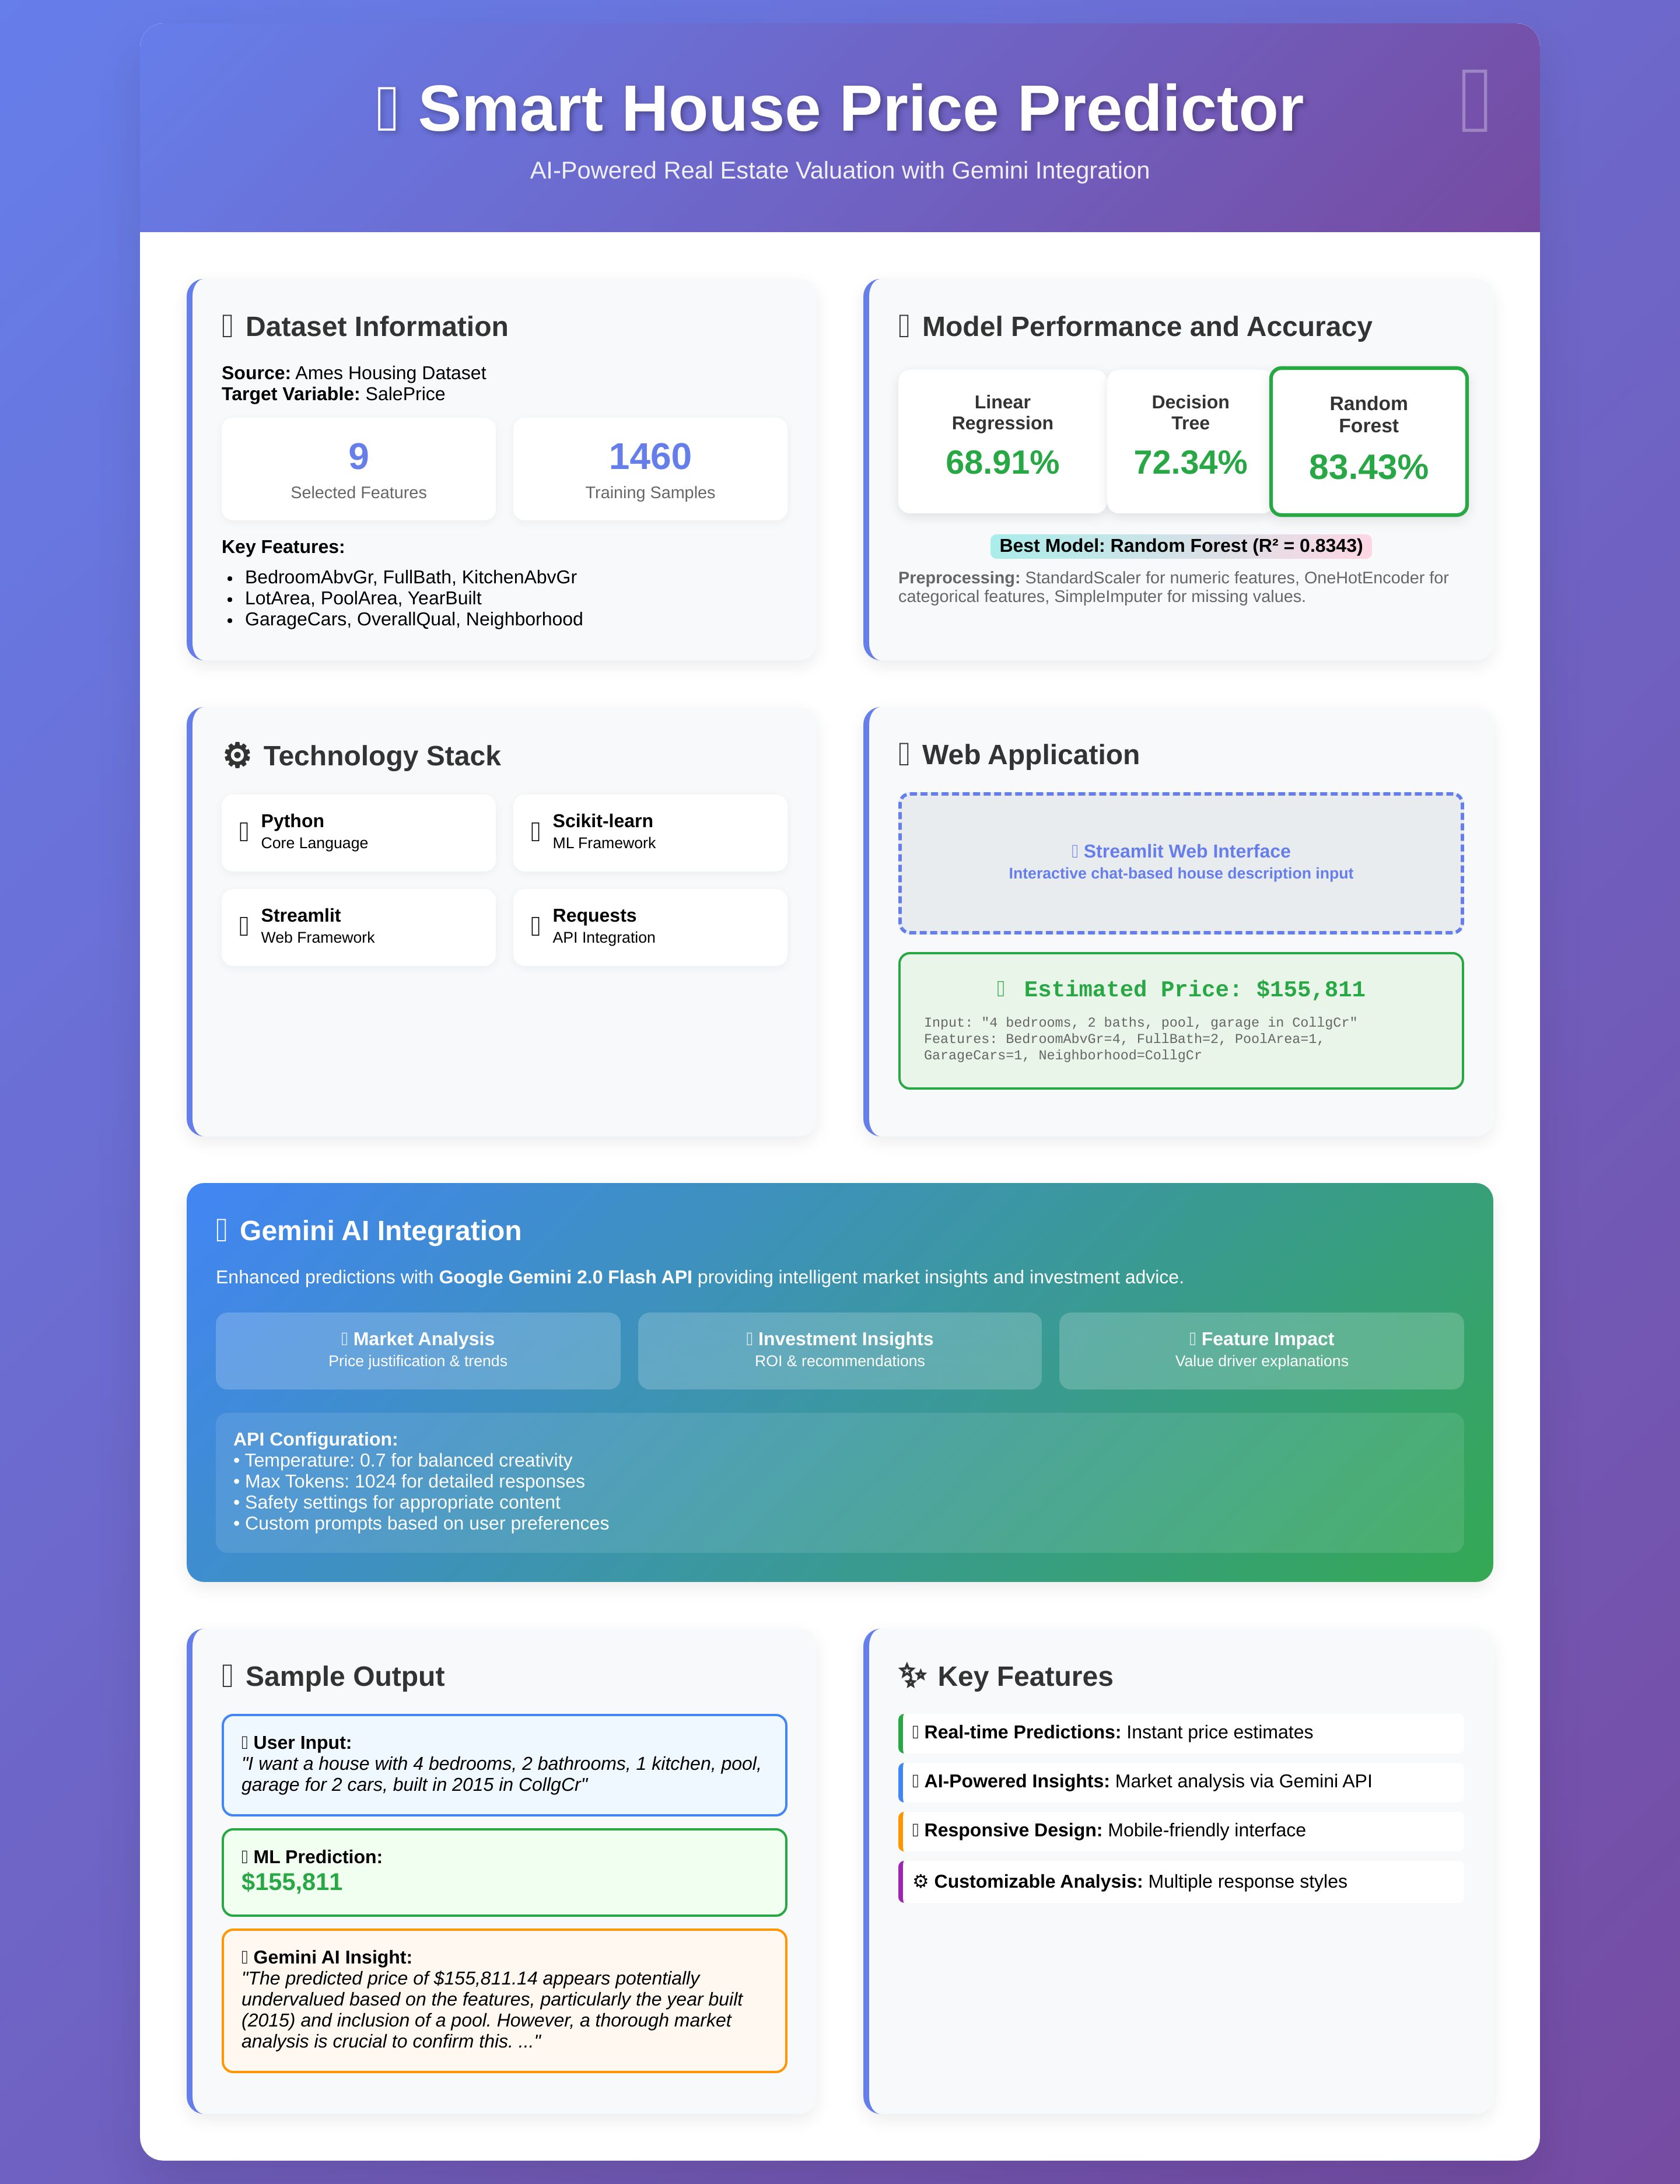 Smart House Price Predictor
AI-Powered Real Estate Valuation with Gemini Integration
Dataset Information
Source: Ames Housing Dataset
Target Variable: SalePrice
9
Selected Features
1460
Training Samples
Key Features:
• BedroomAbvGr, FullBath, KitchenAbvGr
• LotArea, PoolArea, YearBuilt
• GarageCars, OverallQual, Neighborhood
Model Performance and Accuracy
Linear
Regression
68.91%
Decision
Tree
72.34%
Random
Forest
83.43%
Best Model: Random Forest (R² = 0.8343)
Preprocessing: StandardScaler for numeric features, OneHotEncoder for
categorical features, SimpleImputer for missing values.
⚙ Technology Stack
Python
Core Language
Scikit-learn
ML Framework
Streamlit
Web Framework
Requests
API Integration
Web Application
Streamlit Web Interface
Interactive chat-based house description input
Estimated Price: $155,811
Input: "4 bedrooms, 2 baths, pool, garage in CollgCr"
Features: BedroomAbvGr=4, FullBath=2, PoolArea=1,
GarageCars=1, Neighborhood=CollgCr
Gemini AI Integration
Enhanced predictions with Google Gemini 2.0 Flash API providing intelligent market insights and investment advice.
Market Analysis
Price justification & trends
Investment Insights
ROI & recommendations
Feature Impact
Value driver explanations
API Configuration:
• Temperature: 0.7 for balanced creativity
• Max Tokens: 1024 for detailed responses
• Safety settings for appropriate content
• Custom prompts based on user preferences
Sample Output
User Input:
"I want a house with 4 bedrooms, 2 bathrooms, 1 kitchen, pool,
garage for 2 cars, built in 2015 in CollgCr"
ML Prediction:
$155,811
Gemini AI Insight:
"The predicted price of $155,811.14 appears potentially
undervalued based on the features, particularly the year built
(2015) and inclusion of a pool. However, a thorough market
analysis is crucial to confirm this. ..."
✨ Key Features
Real-time Predictions: Instant price estimates
AI-Powered Insights: Market analysis via Gemini API
Responsive Design: Mobile-friendly interface
⚙ Customizable Analysis: Multiple response styles